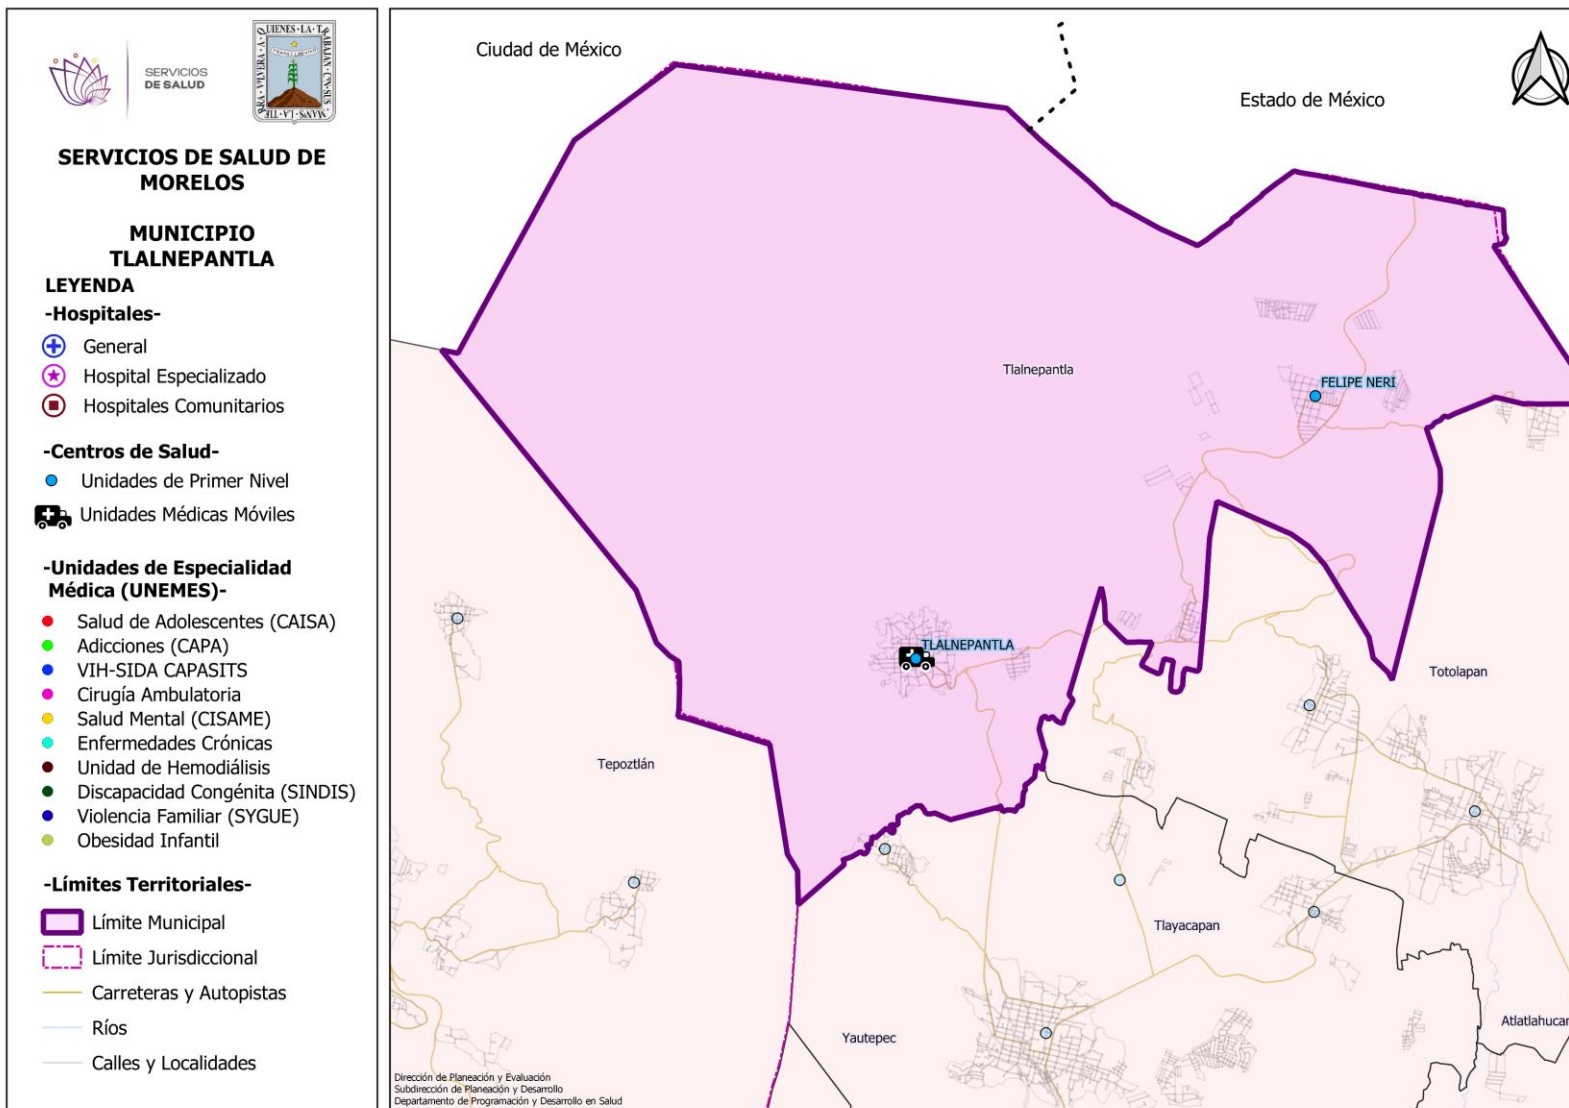 SERVICIOS
DE SALUD
SERVICIOS DE SALUD DE
MORELOS
MUNICIPIO
TLALNEPANTLA
LEYENDA
-Hospitales-
General
Hospital Especializado
Hospitales Comunitarios
-Centros de Salud-
Unidades de Primer Nivel
Unidades Médicas Móviles
-Unidades de Especialidad
Médica (UNEMES)-
Salud de Adolescentes (CAISA)
Adicciones (CAPA)
VIH-SIDA CAPASITS
Cirugía Ambulatoria
Salud Mental (CISAME)
Enfermedades Crónicas
Unidad de Hemodiálisis
Discapacidad Congénita (SINDIS)
Violencia Familiar (SYGUE)
Obesidad Infantil
-Límites Territoriales-
Límite Municipal
Límite Jurisdiccional
Carreteras y Autopistas
Ríos
Calles y Localidades
Ciudad de México
Estado de México
Tlalnepantla
FELIPE NERI
TLALNEPANTLA
Totolapan
Tepoztlán
Tlayacapan
Atlatlahucan
Yautepec
Dirección de Planeación y Evaluación
Subdirección de Planeación y Desarrollo
Departamento de Programación y Desarrollo en Salud